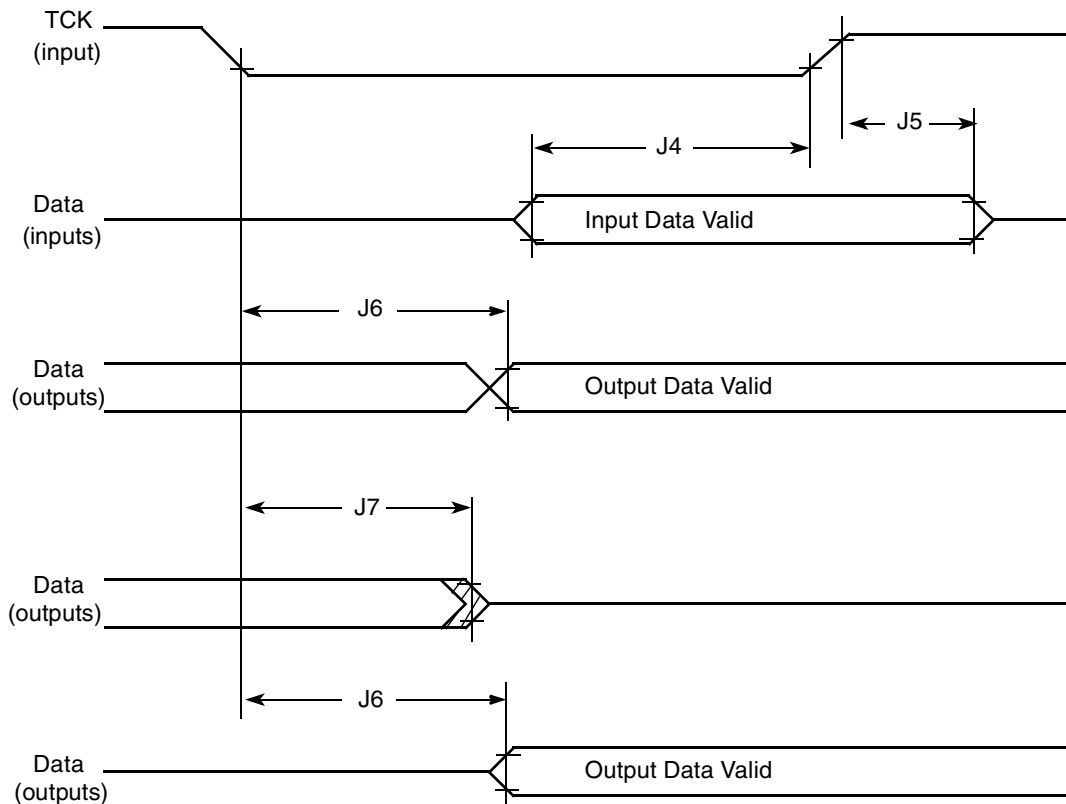 TCK
(input)
J5
J4
Data
(inputs)
Input Data Valid
J6
Data
(outputs)
Output Data Valid
J7
Data
(outputs)
J6
Data
(outputs)
Output Data Valid